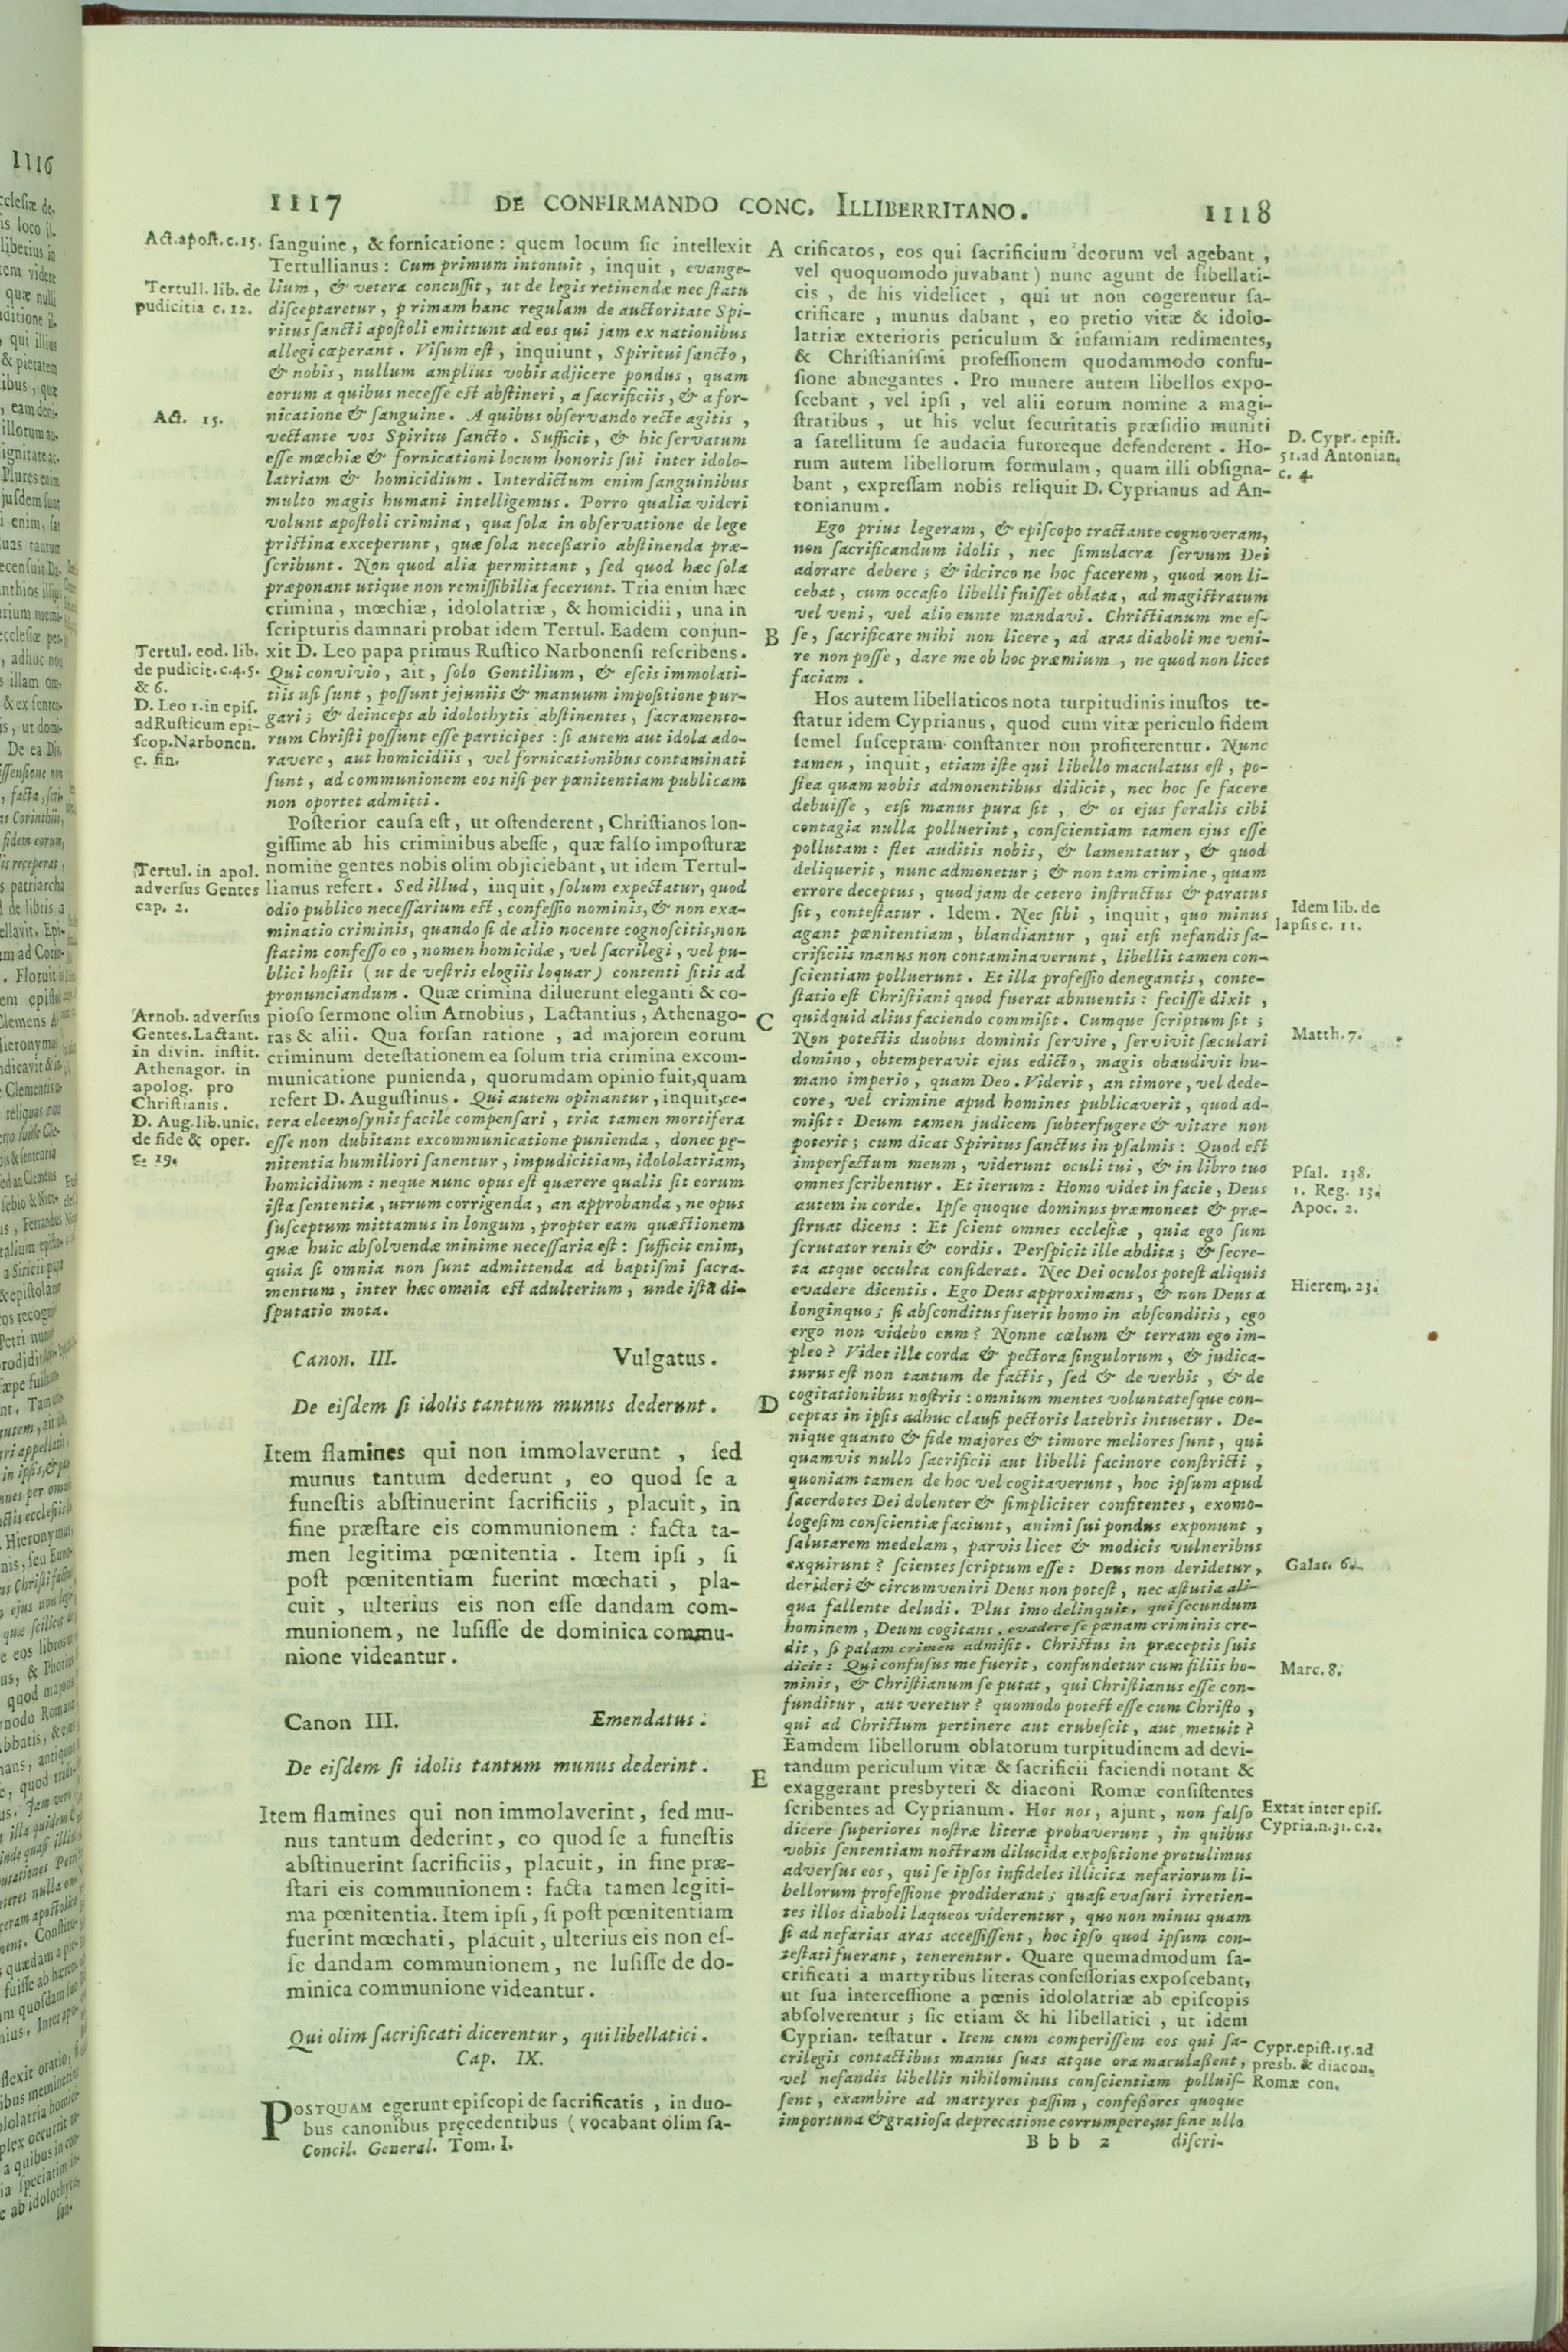 1117 DE CONFIRMANDO CONC. ILLIBERRITANO. 1118
Act. apost. c. 15.
Tertull. lib. de
pudicitia c. 12.
Act. 15.
Tertul. eod. lib.
de pudicit. c. 4. 5.
& 6.
D. Leo 1. in epis.
ad Rusticum epi-
scop. Narbonen.
c. fin.
Tertul. in apol.
adversus Gentes
cap. 2.
Arnob. adversus
Gentes. Lactant.
in divin. instit.
Athenagor. in
apolog. pro
Christianis.
D. Aug. lib. unic.
de fide & oper.
c. 19.
ſanguine, & fornicatione: quem locum ſic intellexit
Tertullianus: Cum primum intonuit, inquit, evange-
lium, & vetera concuſſit, ut de legis retinendæ nec ſtatu
diſceptaretur, primam hanc regulam de auctoritate Spi-
ritus ſancti apoſtoli emittunt ad eos qui jam ex nationibus
allegi cœperant. Viſum eſt, inquiunt, Spiritui ſancto,
& nobis, nullum amplius vobis adjicere pondus, quam
eorum a quibus neceſſe eſt abſtineri, a ſacrificiis, & a for-
nicatione & ſanguine. A quibus obſervando recte agitis,
vectante vos Spiritu ſancto. Sufficit, & hic ſervatum
eſſe mœchiæ & fornicationi locum honoris ſui inter idolo-
latriam & homicidium. Interdictum enim ſanguinibus
multo magis humani intelligemus. Porro qualia videri
volunt apoſtoli crimina, qua ſola in obſervatione de lege
priſtina exceperunt, quæ ſola neceßario abſtinenda præ-
ſcribunt. Non quod alia permittant, ſed quod hæc ſola
præponant utique non remiſſibilia fecerunt. Tria enim hæc
crimina, mœchiæ, idololatriæ, & homicidii, una in
ſcripturis damnari probat idem Tertul. Eadem conjun-
xit D. Leo papa primus Ruſtico Narbonenſi reſcribens.
Qui convivio, ait, ſolo Gentilium, & eſcis immolati-
tiis uſi ſunt, poſſunt jejuniis & manuum impoſitione pur-
gari; & deinceps ab idolothytis abſtinentes, ſacramento-
rum Chriſti poſſunt eſſe participes: ſi autem aut idola ado-
ravere, aut homicidiis, vel fornicationibus contaminati
ſunt, ad communionem eos niſi per pœnitentiam publicam
non oportet admitti.
Poſterior cauſa eſt, ut oſtenderent, Chriſtianos lon-
giſſime ab his criminibus abeſſe, quæ falſo impoſturæ
nomine gentes nobis olim objiciebant, ut idem Tertul-
lianus refert. Sed illud, inquit, ſolum expectatur, quod
odio publico neceſſarium eſt, confeſſio nominis, & non exa-
minatio criminis, quando ſi de alio nocente cognoſcitis, non
ſtatim confeſſo eo, nomen homicidæ, vel ſacrilegi, vel pu-
blici hoſtis (ut de veſtris elogiis loquar) contenti ſitis ad
pronunciandum. Quæ crimina diluerunt eleganti & co-
pioſo ſermone olim Arnobius, Lactantius, Athenago-
ras & alii. Qua forſan ratione, ad majorem eorum
criminum deteſtationem ea ſolum tria crimina excom-
municatione punienda, quorumdam opinio fuit, quam
refert D. Auguſtinus. Qui autem opinantur, inquit, ce-
tera eleemoſynis facile compenſari, tria tamen mortifera
eſſe non dubitant excommunicatione punienda, donec pę-
nitentia humiliori ſanentur, impudicitiam, idololatriam,
homicidium: neque nunc opus eſt quærere qualis ſit eorum
iſta ſententia, utrum corrigenda, an approbanda, ne opus
ſuſceptum mittamus in longum, propter eam quæſtionem
quæ huic abſolvendæ minime neceſſaria eſt: ſufficit enim,
quia ſi omnia non ſunt admittenda ad baptiſmi ſacra-
mentum, inter hæc omnia eſt adulterium, unde iſta di-
ſputatio mota.
Canon. III. Vulgatus.
De eiſdem ſi idolis tantum munus dederunt.
Item flamines qui non immolaverunt, ſed
munus tantum dederunt, eo quod ſe a
funeſtis abſtinuerint ſacrificiis, placuit, in
fine præſtare eis communionem: facta ta-
men legitima pœnitentia. Item ipſi, ſi
poſt pœnitentiam fuerint mœchati, pla-
cuit, ulterius eis non eſſe dandam com-
munionem, ne luſiſſe de dominica commu-
nione videantur.
Canon III. Emendatus.
De eiſdem ſi idolis tantum munus dederint.
Item flamines qui non immolaverint, ſed mu-
nus tantum dederint, eo quod ſe a funeſtis
abſtinuerint ſacrificiis, placuit, in fine præ-
ſtari eis communionem: facta tamen legiti-
ma pœnitentia. Item ipſi, ſi poſt pœnitentiam
fuerint mœchati, placuit, ulterius eis non eſ-
ſe dandam communionem, ne luſiſſe de do-
minica communione videantur.
Qui olim ſacrificati dicerentur, qui libellatici.
Cap. IX.
POSTQUAM egerunt epiſcopi de ſacrificatis, in duo-
bus canonibus pręcedentibus (vocabant olim ſa-
Concil. General. Tom. I.
A
B
C
D
E
crificatos, eos qui ſacrificium deorum vel agebant,
vel quoquomodo juvabant) nunc agunt de libellati-
cis, de his videlicet, qui ut non cogerentur ſa-
crificare, munus dabant, eo pretio vitæ & idolo-
latriæ exterioris periculum & infamiam redimentes,
& Chriſtianiſmi profeſſionem quodammodo confu-
ſione abnegantes. Pro munere autem libellos expo-
ſcebant, vel ipſi, vel alii eorum nomine a magi-
ſtratibus, ut his velut ſecuritatis præſidio muniti
a ſatellitum ſe audacia furoreque defenderent. Ho-
rum autem libellorum formulam, quam illi obſigna-
bant, expreſſam nobis reliquit D. Cyprianus ad An-
tonianum.
Ego prius legeram, & epiſcopo tractante cognoveram,
non ſacrificandum idolis, nec ſimulacra ſervum Dei
adorare debere; & idcirco ne hoc facerem, quod non li-
cebat, cum occaſio libelli fuiſſet oblata, ad magiſtratum
vel veni, vel alio eunte mandavi. Chriſtianum me eſ-
ſe, ſacrificare mihi non licere, ad aras diaboli me veni-
re non poſſe, dare me ob hoc præmium, ne quod non licet
faciam.
Hos autem libellaticos nota turpitudinis inuſtos te-
ſtatur idem Cyprianus, quod cum vitæ periculo fidem
ſemel ſuſceptam conſtanter non profiterentur. Nunc
tamen, inquit, etiam iſte qui libello maculatus eſt, po-
ſtea quam nobis admonentibus didicit, nec hoc ſe facere
debuiſſe, etſi manus pura ſit, & os ejus feralis cibi
contagia nulla polluerint, conſcientiam tamen ejus eſſe
pollutam: flet auditis nobis, & lamentatur, & quod
deliquerit, nunc admonetur; & non tam crimine, quam
errore deceptus, quod jam de cetero inſtructus & paratus
ſit, conteſtatur. Idem. Nec ſibi, inquit, quo minus
agant pœnitentiam, blandiantur, qui etſi nefandis ſa-
crificiis manus non contaminaverunt, libellis tamen con-
ſcientiam polluerunt. Et illa profeſſio denegantis, conte-
ſtatio eſt Chriſtiani quod fuerat abnuentis: feciſſe dixit,
quidquid alius faciendo commiſit. Cumque ſcriptum ſit;
Non poteſtis duobus dominis ſervire, ſervivit ſæculari
domino, obtemperavit ejus edicto, magis obaudivit hu-
mano imperio, quam Deo. Viderit, an timore, vel dede-
core, vel crimine apud homines publicaverit, quod ad-
miſit: Deum tamen judicem ſubterfugere & vitare non
poterit; cum dicat Spiritus ſanctus in pſalmis: Quod eſt
imperfectum meum, viderunt oculi tui, & in libro tuo
omnes ſcribentur. Et iterum: Homo videt in facie, Deus
autem in corde. Ipſe quoque dominus præmoneat & præ-
ſtruat dicens: Et ſcient omnes eccleſiæ, quia ego ſum
ſcrutator renis & cordis. Perſpicit ille abdita; & ſecre-
ta atque occulta conſiderat. Nec Dei oculos poteſt aliquis
evadere dicentis. Ego Deus approximans, & non Deus a
longinquo; ſi abſconditus fuerit homo in abſconditis, ego
ergo non videbo eum? Nonne cœlum & terram ego im-
pleo? Videt ille corda & pectora ſingulorum, & judica-
turus eſt non tantum de factis, ſed & de verbis, & de
cogitationibus noſtris: omnium mentes voluntateſque con-
ceptas in ipſis adhuc clauſi pectoris latebris intuetur. De-
nique quanto & fide majores & timore meliores ſunt, qui
quamvis nullo ſacrificii aut libelli facinore conſtricti,
quoniam tamen de hoc vel cogitaverunt, hoc ipſum apud
ſacerdotes Dei dolenter & ſimpliciter confitentes, exomo-
logeſim conſcientiæ faciunt, animi ſui pondus exponunt,
ſalutarem medelam, parvis licet & modicis vulneribus
exquirunt? ſcientes ſcriptum eſſe: Deus non deridetur,
derideri & circumveniri Deus non poteſt, nec aſtutia ali-
qua fallente deludi. Plus imo delinquit, qui ſecundum
hominem, Deum cogitans, evadere ſe pœnam criminis cre-
dit, ſi palam crimen admiſit. Chriſtus in præceptis ſuis
dicit: Qui confuſus me fuerit, confundetur cum filiis ho-
minis, & Chriſtianum ſe putat, qui Chriſtianus eſſe con-
funditur, aut veretur? quomodo poteſt eſſe cum Chriſto,
qui ad Chriſtum pertinere aut erubeſcit, aut metuit?
Eamdem libellorum oblatorum turpitudinem ad devi-
tandum periculum vitæ & ſacrificii faciendi notant &
exaggerant presbyteri & diaconi Romæ conſiſtentes
ſcribentes ad Cyprianum. Hos nos, ajunt, non falſo
dicere ſuperiores noſtræ literæ probaverunt, in quibus
vobis ſententiam noſtram dilucida expoſitione protulimus
adverſus eos, qui ſe ipſos infideles illicita nefariorum li-
bellorum profeſſione prodiderant; quaſi evaſuri irretien-
tes illos diaboli laqueos viderentur, quo non minus quam
ſi ad nefarias aras acceſſiſſent, hoc ipſo quod ipſum con-
teſtati fuerant, tenerentur. Quare quemadmodum ſa-
crificati a martyribus literas confeſſorias expoſcebant,
ut ſua interceſſione a pœnis idololatriæ ab epiſcopis
abſolverentur; ſic etiam & hi libellatici, ut idem
Cyprian. teſtatur. Item cum comperiſſem eos qui ſa-
crilegis contactibus manus ſuas atque ora maculaßent,
vel nefandis libellis nihilominus conſcientiam polluiſ-
ſent, exambire ad martyres paſſim, confeßores quoque
importuna & gratioſa deprecatione corrumpere, ut ſine ullo
B b b 2 diſcri-
D. Cypr. epiſt.
51. ad Antonian.
c. 4.
Idem lib. de
lapſis c. 11.
Matth. 7.
Pſal. 138.
1. Reg. 13.
Apoc. 2.
Hierem. 23.
Galat. 6.
Marc. 8.
Extat inter epiſ.
Cypria. n. 31. c. 2.
Cypr. epiſt. 15. ad
presb. & diacon.
Romæ con.
1116